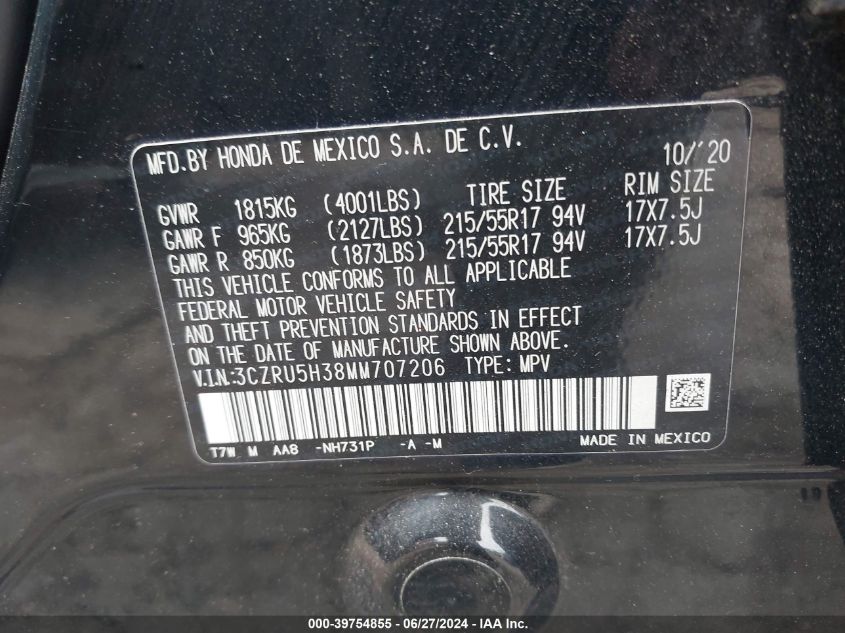 MFD.BY HONDA DE MEXICO S.A. DE C.V. 10/'20
GVWR 1815KG (4001LBS) TIRE SIZE RIM SIZE
GAWR F 965KG (2127LBS) 215/55R17 94V 17X7.5J
GAWR R 850KG (1873LBS) 215/55R17 94V 17X7.5J
THIS VEHICLE CONFORMS TO ALL APPLICABLE
FEDERAL MOTOR VEHICLE SAFETY
AND THEFT PREVENTION STANDARDS IN EFFECT
ON THE DATE OF MANUFACTURE SHOWN ABOVE.
V.I.N.:3CZRU5H38MM707206 TYPE: MPV
T7W M AA8 -NH731P -A -M MADE IN MEXICO
000-39754855 - 06/27/2024 - IAA Inc.